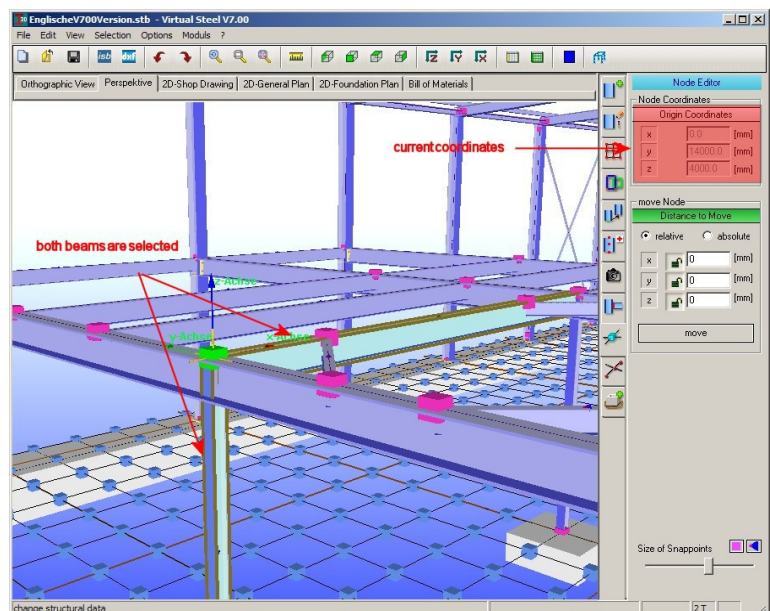 EnglischeV700Version.stb - Virtual Steel V7.00
File Edit View Selection Options Moduls ?
isb dxf
Z Y X
Orthographic View Perspektive 2D-Shop Drawing 2D-General Plan 2D-Foundation Plan Bill of Materials
Node Editor
Node Coordinates
Origin Coordinates
x 0.0 [mm]
y 14000.0 [mm]
z 4000.0 [mm]
current coordinates
move Node
Distance to Move
relative absolute
x 0 [mm]
y 0 [mm]
z 0 [mm]
move
both beams are selected
z-Achse
y-Achse
x-Achse
Size of Snappoints
change structural data
2 T